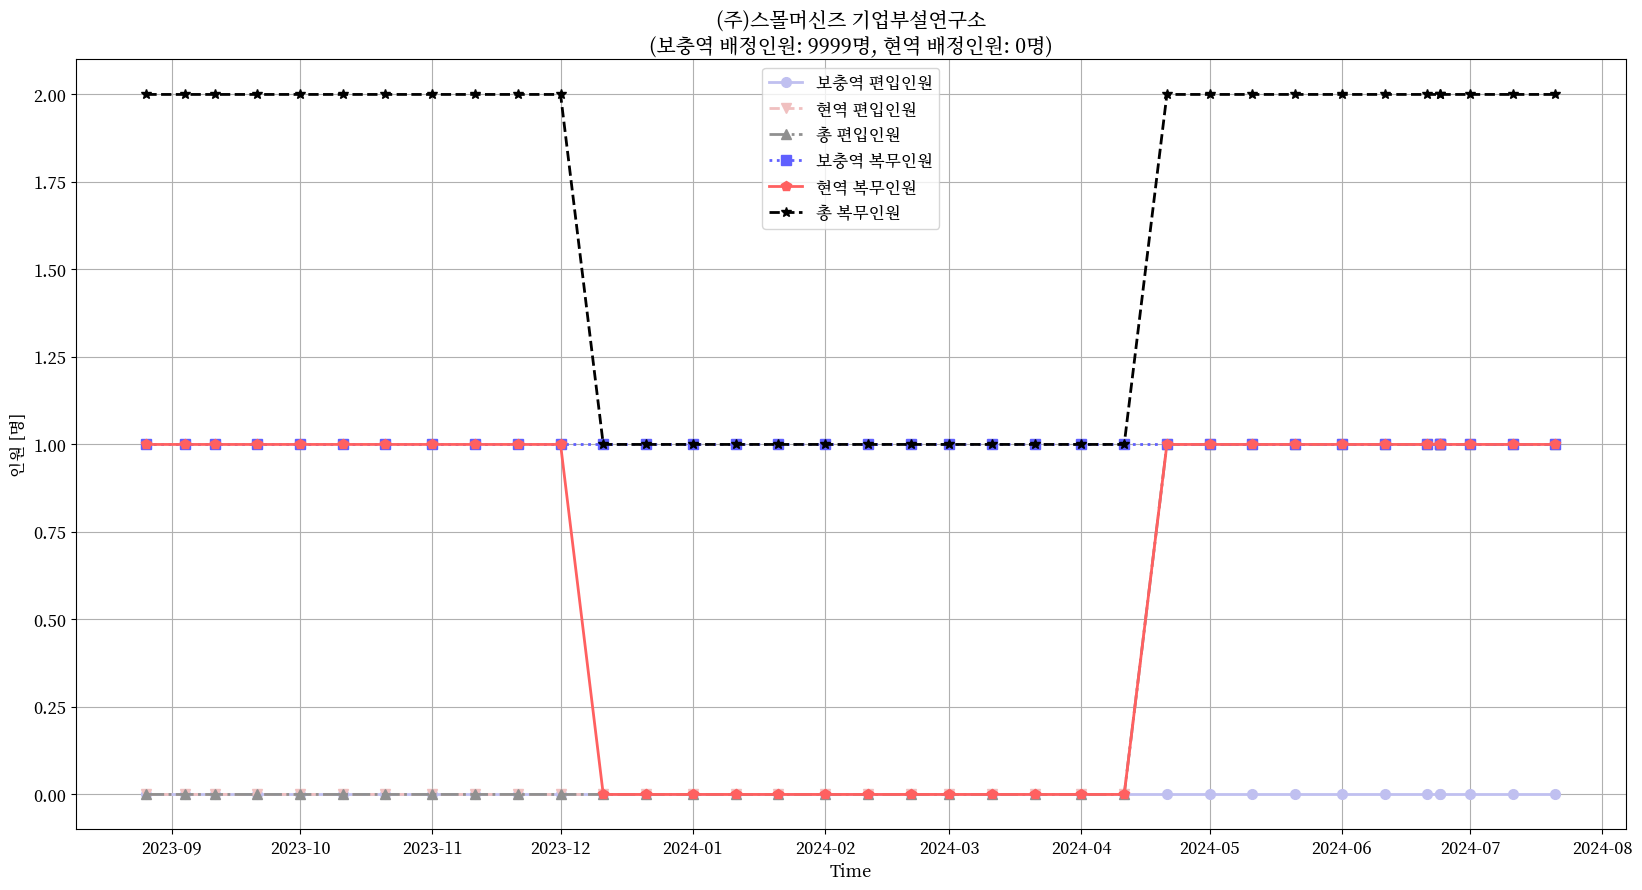 (주)스몰머신즈 기업부설연구소
(보충역 배정인원: 9999명, 현역 배정인원: 0명)
보충역 편입인원
현역 편입인원
총 편입인원
보충역 복무인원
현역 복무인원
총 복무인원
인원 [명]
2.00
1.75
1.50
1.25
1.00
0.75
0.50
0.25
0.00
2023-09
2023-10
2023-11
2023-12
2024-01
2024-02
2024-03
2024-04
2024-05
2024-06
2024-07
2024-08
Time